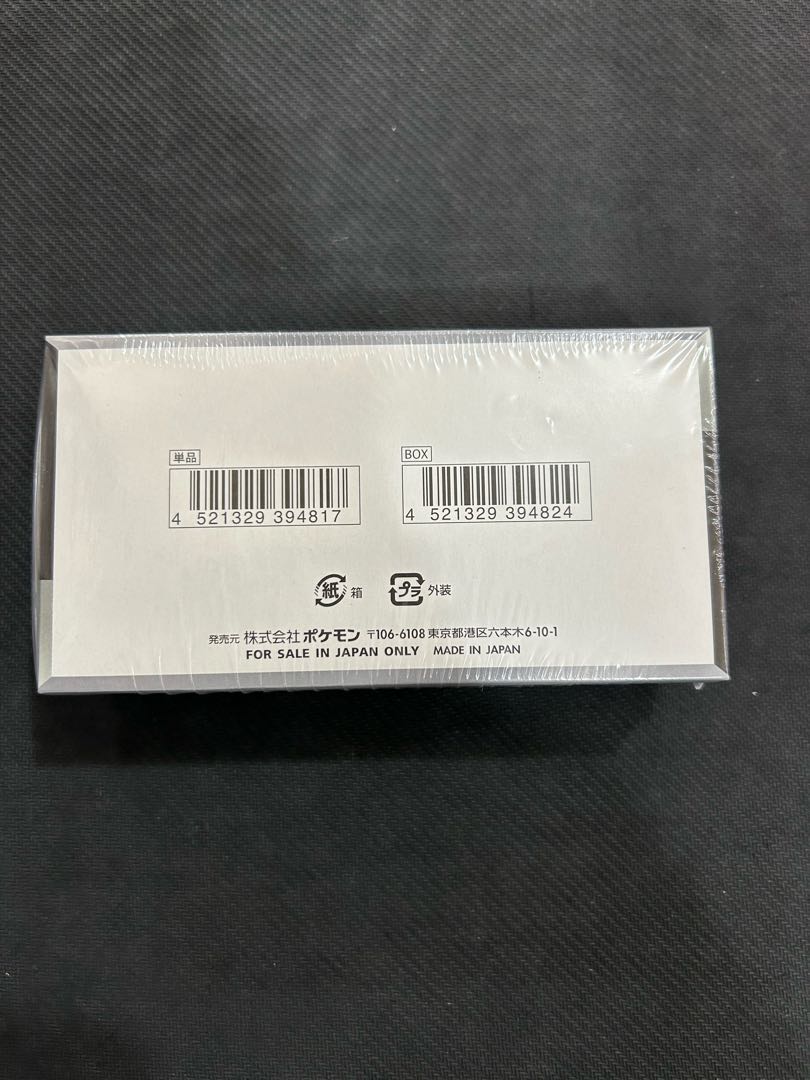 単品
4 521329 394817
BOX
4 521329 394824
紙 箱 プラ 外装
発売元 株式会社ポケモン 〒106-6108 東京都港区六本木6-10-1
FOR SALE IN JAPAN ONLY MADE IN JAPAN